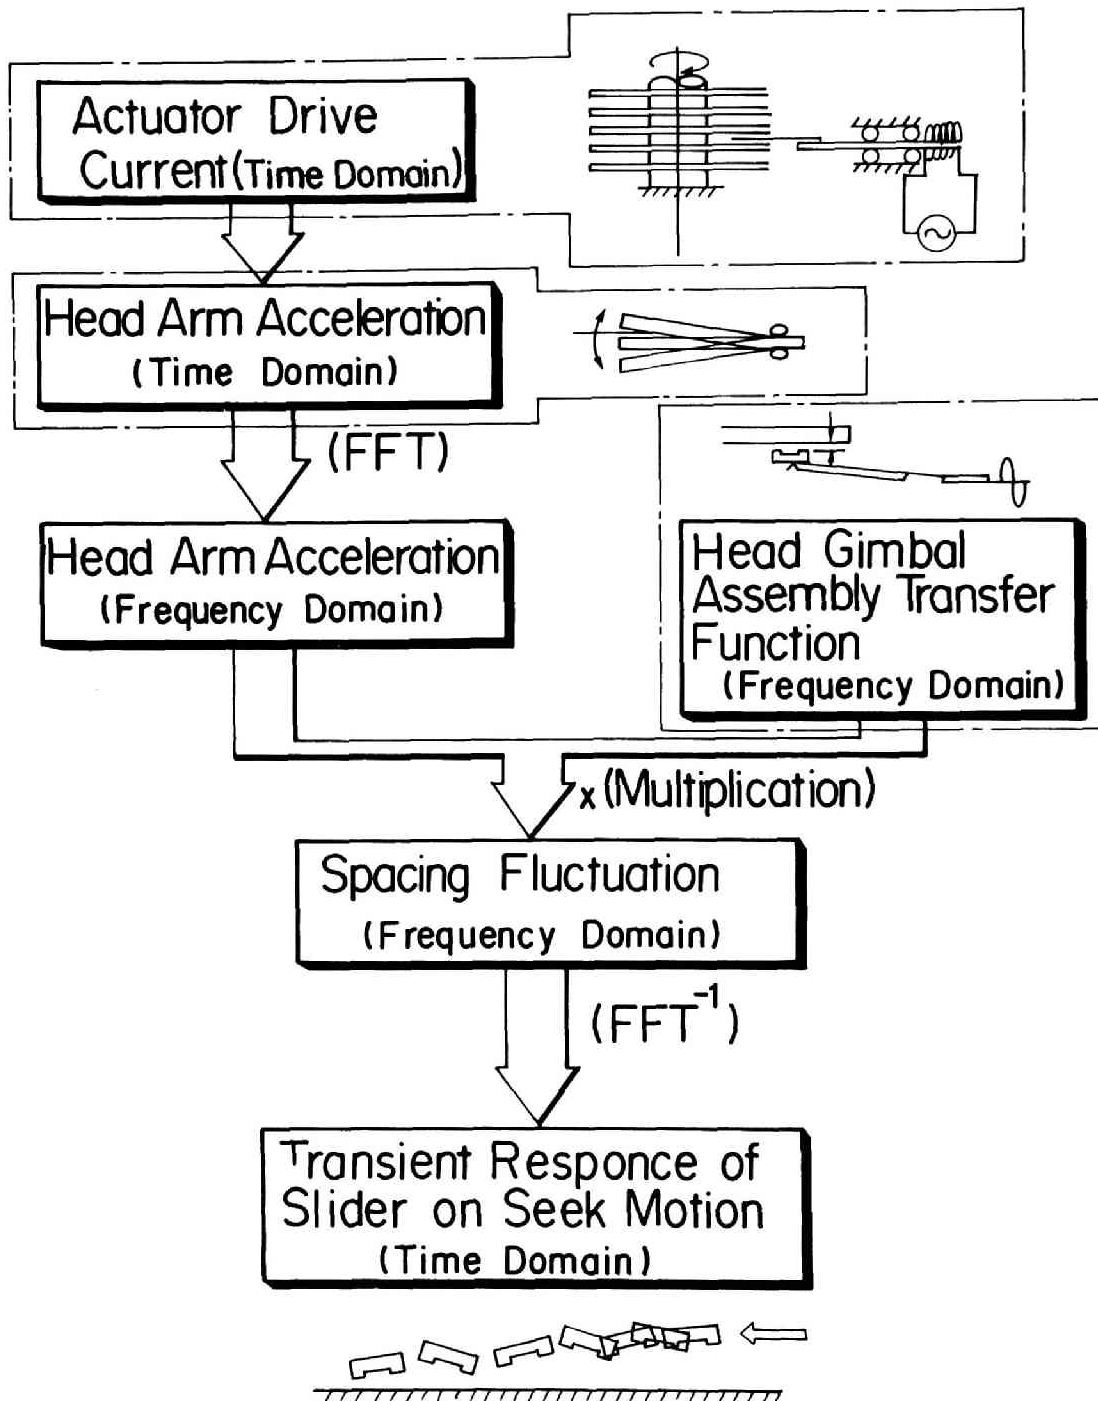 Actuator Drive
Current (Time Domain)
Head Arm Acceleration
(Time Domain)
(FFT)
Head Arm Acceleration
(Frequency Domain)
Head Gimbal
Assembly Transfer
Function
(Frequency Domain)
x (Multiplication)
Spacing Fluctuation
(Frequency Domain)
(FFT⁻¹)
Transient Responce of
Slider on Seek Motion
(Time Domain)